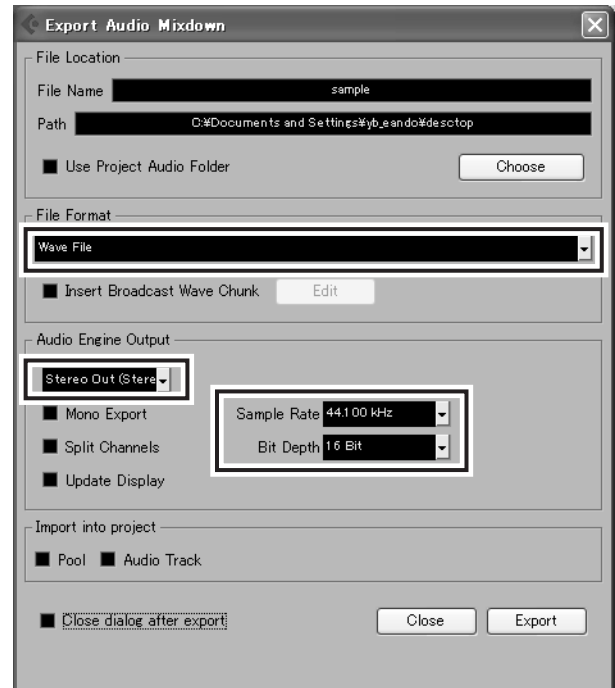 Export Audio Mixdown
File Location
File Name sample
Path C:¥Documents and Settings¥yb_eando¥desctop
Use Project Audio Folder Choose
File Format
Wave File
Insert Broadcast Wave Chunk Edit
Audio Engine Output
Stereo Out (Stere
Mono Export Sample Rate 44.100 kHz
Split Channels Bit Depth 16 Bit
Update Display
Import into project
Pool Audio Track
Close dialog after export Close Export